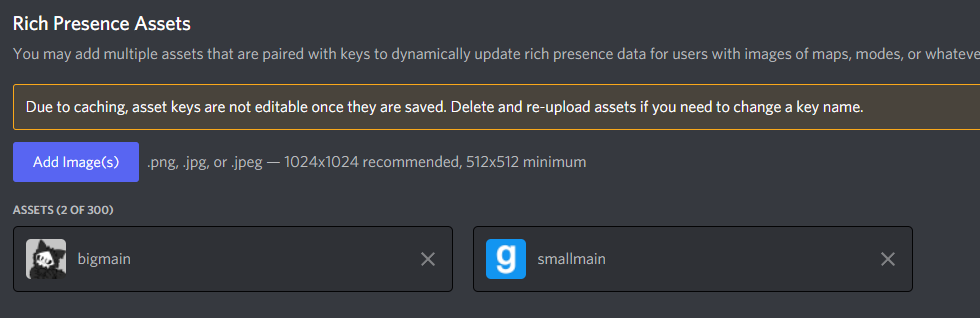 Rich Presence Assets
You may add multiple assets that are paired with keys to dynamically update rich presence data for users with images of maps, modes, or whateve
Due to caching, asset keys are not editable once they are saved. Delete and re-upload assets if you need to change a key name.
Add Image(s) .png, .jpg, or .jpeg — 1024x1024 recommended, 512x512 minimum
ASSETS (2 OF 300)
bigmain
g smallmain